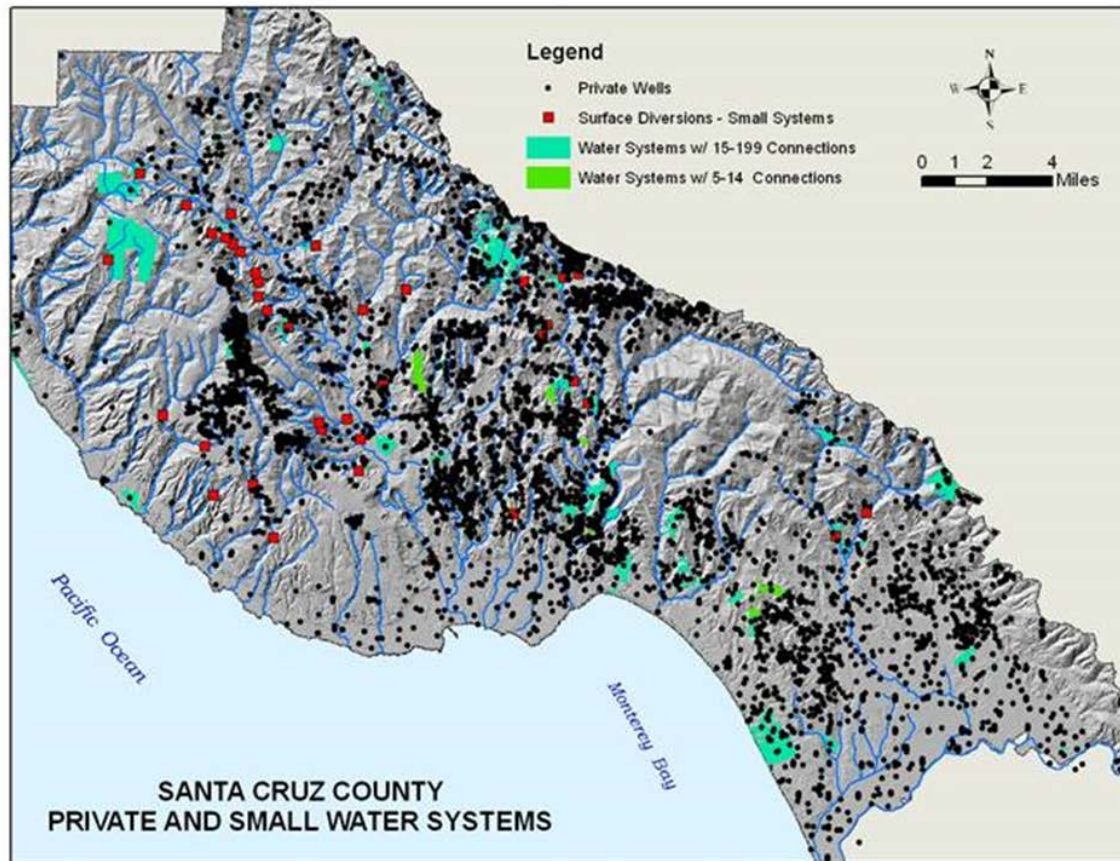 Legend
Private Wells
Surface Diversions - Small Systems
Water Systems w/ 15-199 Connections
Water Systems w/ 5-14 Connections
N
W E
S
0 1 2 4
Miles
Pacific Ocean
Monterey Bay
SANTA CRUZ COUNTY
PRIVATE AND SMALL WATER SYSTEMS